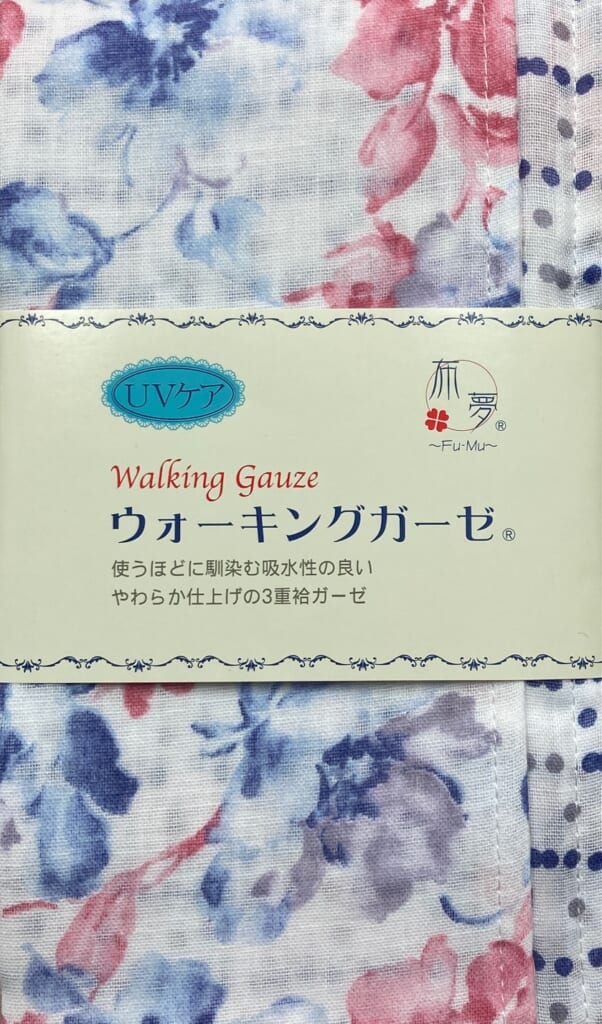 UVケア
布夢®
~Fu-Mu~
Walking Gauze
ウォーキングガーゼ®
使うほどに馴染む吸水性の良い
やわらか仕上げの3重袷ガーゼ